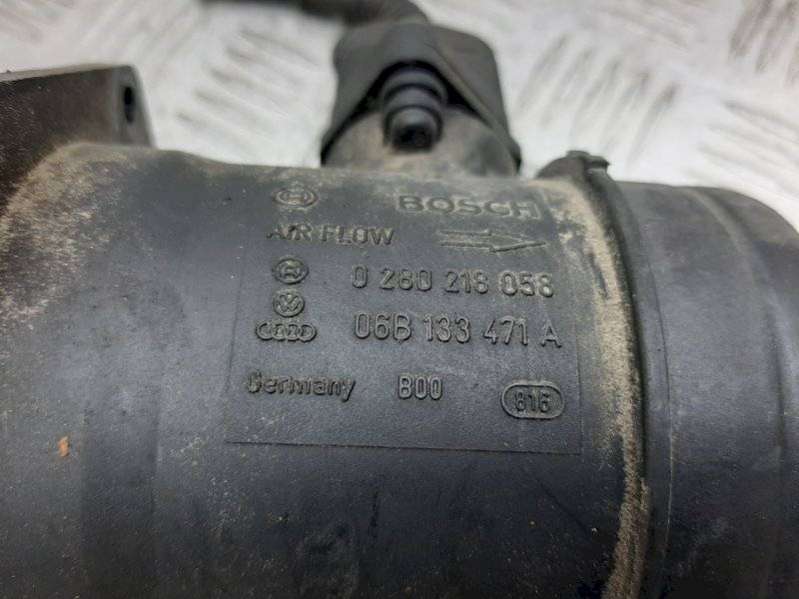 BOSCH
AIR FLOW
0 280 218 058
06B 133 471 A
Germany B00 816